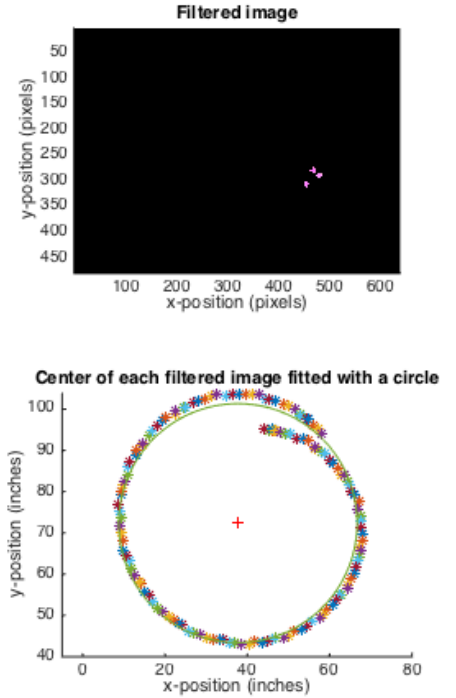 Filtered image
50
100
150
200
250
300
350
400
450
y-position (pixels)
100 200 300 400 500 600
x-position (pixels)
Center of each filtered image fitted with a circle
100
90
80
70
60
50
40
y-position (inches)
0 20 40 60 80
x-position (inches)